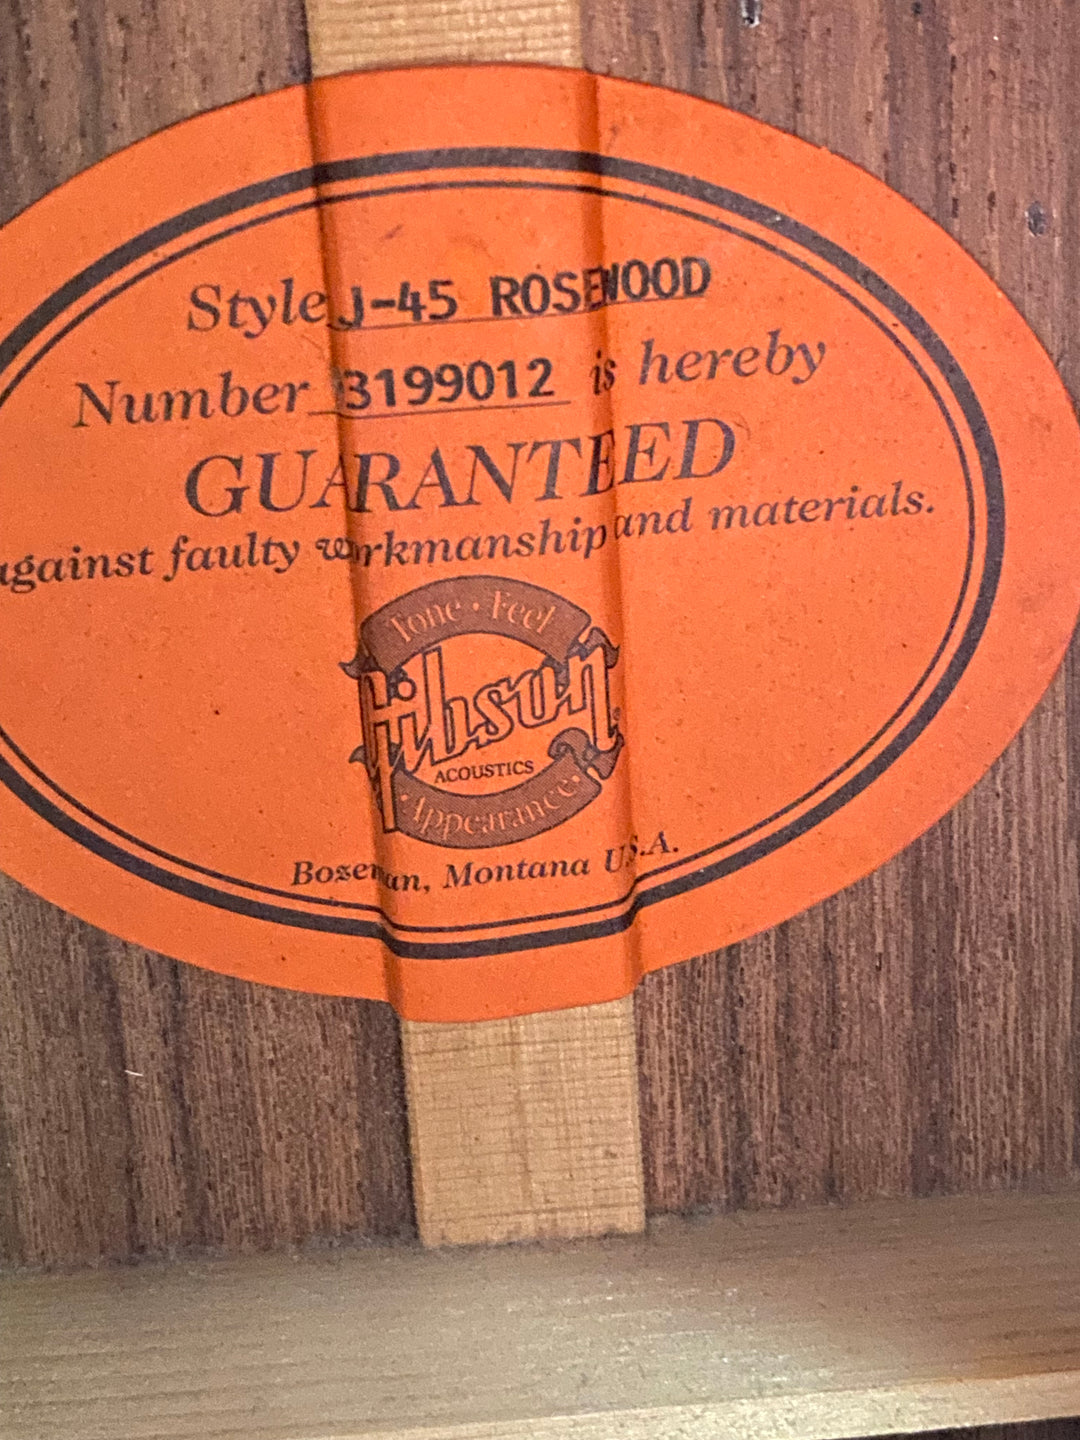 Style J-45 ROSEWOOD
Number 3199012 is hereby
GUARANTEED
against faulty workmanship and materials.
Tone · Feel
Gibson
ACOUSTICS
· Appearance ·
Bozeman, Montana U.S.A.